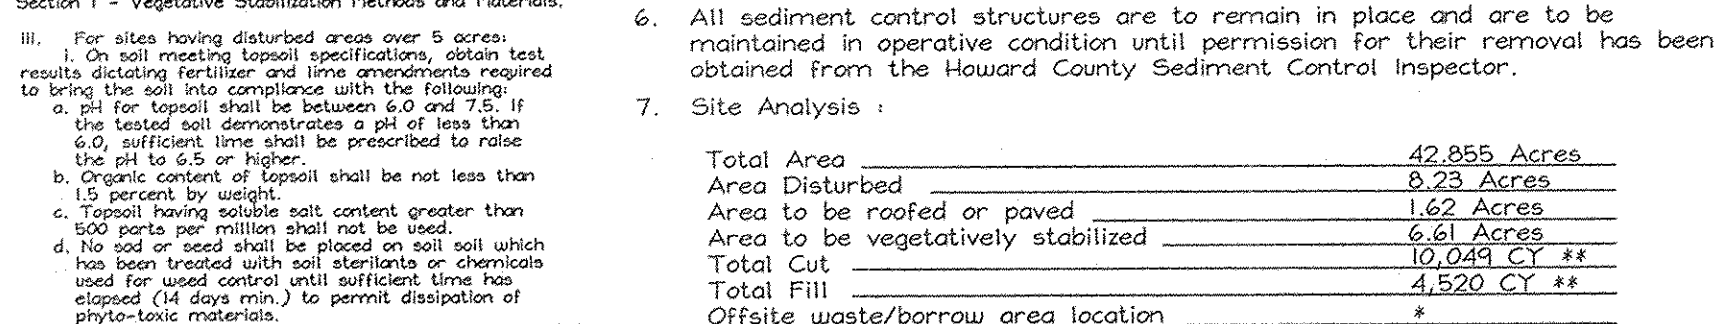 Section 1 - Vegetative Stabilization Methods and Materials.
iii. For sites having disturbed areas over 5 acres:
i. On soil meeting topsoil specifications, obtain test
results dictating fertilizer and lime amendments required
to bring the soil into compliance with the following:
a. pH for topsoil shall be between 6.0 and 7.5. If
the tested soil demonstrates a pH of less than
6.0, sufficient lime shall be prescribed to raise
the pH to 6.5 or higher.
b. Organic content of topsoil shall be not less than
1.5 percent by weight.
c. Topsoil having soluble salt content greater than
500 parts per million shall not be used.
d. No sod or seed shall be placed on soil soil which
has been treated with soil sterilants or chemicals
used for weed control until sufficient time has
elapsed (14 days min.) to permit dissipation of
phyto-toxic materials.
6. All sediment control structures are to remain in place and are to be
maintained in operative condition until permission for their removal has been
obtained from the Howard County Sediment Control Inspector.
7. Site Analysis :
Total Area 42.855 Acres
Area Disturbed 8.23 Acres
Area to be roofed or paved 1.62 Acres
Area to be vegetatively stabilized 6.61 Acres
Total Cut 10,049 CY **
Total Fill 4,520 CY **
Offsite waste/borrow area location *